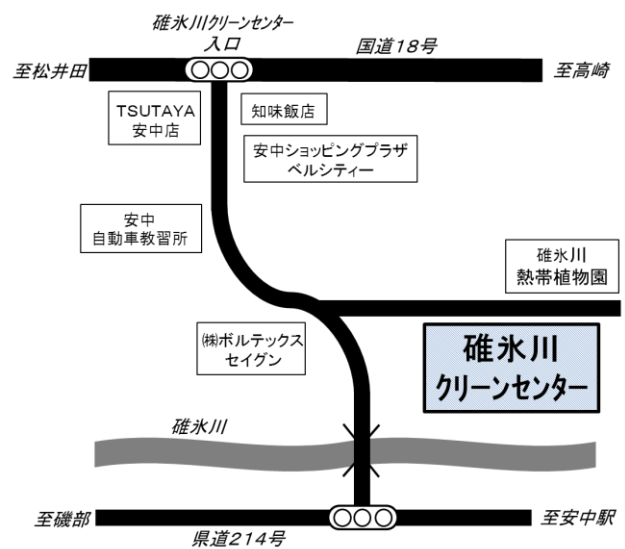 碓氷川クリーンセンター
入口
国道18号
至松井田
至高崎
TSUTAYA
安中店
知味飯店
安中ショッピングプラザ
ベルシティー
安中
自動車教習所
碓氷川
熱帯植物園
㈱ボルテックス
セイグン
碓氷川
クリーンセンター
碓氷川
至磯部
至安中駅
県道214号